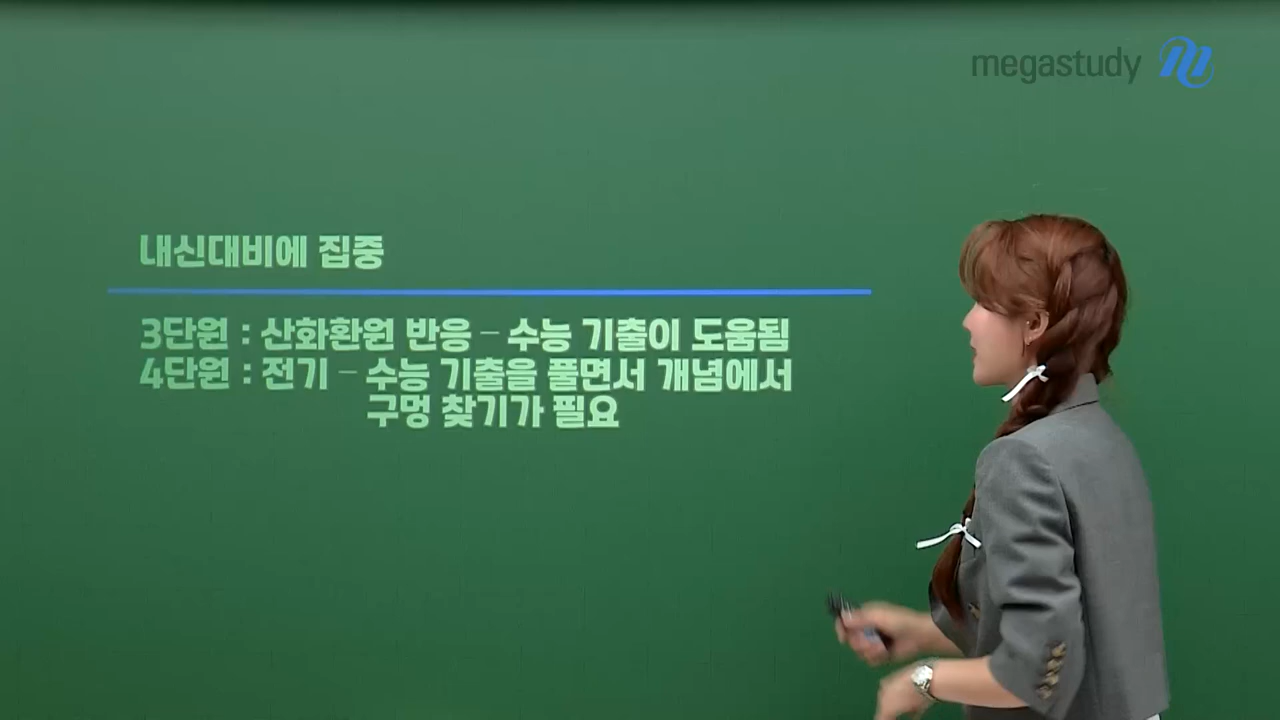 megastudy
내신대비에 집중
3단원 : 산화환원 반응 - 수능 기출이 도움됨
4단원 : 전기 - 수능 기출을 풀면서 개념에서
구멍 찾기가 필요